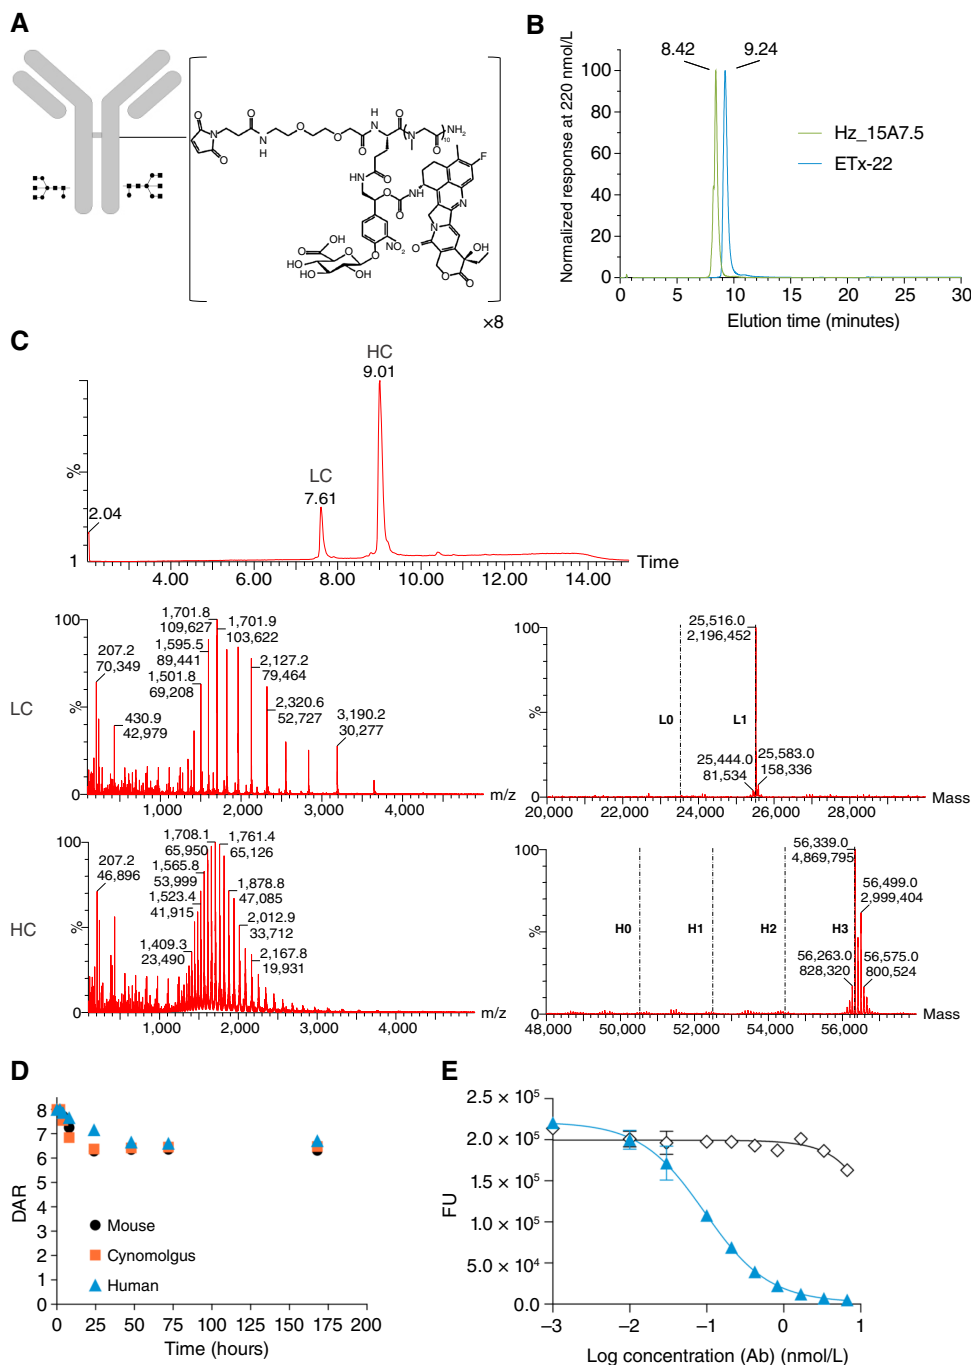 A
O
N
O
O
N
H
O
O
O
H
N
O
N
O
10
NH2
O
NH
O
O
HN
O
F
N
N
O
OH
O
O
NO2
O
OH
O
O
HO
HO
OH
×8
B
8.42
9.24
Normalized response at 220 nmol/L
100
80
60
40
20
0
Hz_15A7.5
ETx-22
0
5
10
15
20
25
30
Elution time (minutes)
C
HC
9.01
LC
7.61
%
2.04
1
4.00
6.00
8.00
10.00
12.00
14.00
Time
LC
100
%
0
207.2
70,349
430.9
42,979
1,701.8
109,627
1,595.5
89,441
1,501.8
69,208
1,701.9
103,622
2,127.2
79,464
2,320.6
52,727
3,190.2
30,277
1,000
2,000
3,000
4,000
m/z
100
%
0
25,516.0
2,196,452
L0
L1
25,444.0
81,534
25,583.0
158,336
20,000
22,000
24,000
26,000
28,000
Mass
HC
100
%
0
207.2
46,896
1,708.1
65,950
1,565.8
53,999
1,523.4
41,915
1,409.3
23,490
1,761.4
65,126
1,878.8
47,085
2,012.9
33,712
2,167.8
19,931
1,000
2,000
3,000
4,000
m/z
100
%
0
56,339.0
4,869,795
56,499.0
2,999,404
H0
H1
H2
H3
56,263.0
828,320
56,575.0
800,524
48,000
50,000
52,000
54,000
56,000
Mass
D
DAR
8
7
6
5
4
3
2
1
0
Mouse
Cynomolgus
Human
0
25
50
75
100
125
150
175
200
Time (hours)
E
FU
2.5 × 10⁵
2.0 × 10⁵
1.5 × 10⁵
1.0 × 10⁵
5.0 × 10⁴
0.0
−3
−2
−1
0
1
Log concentration (Ab) (nmol/L)